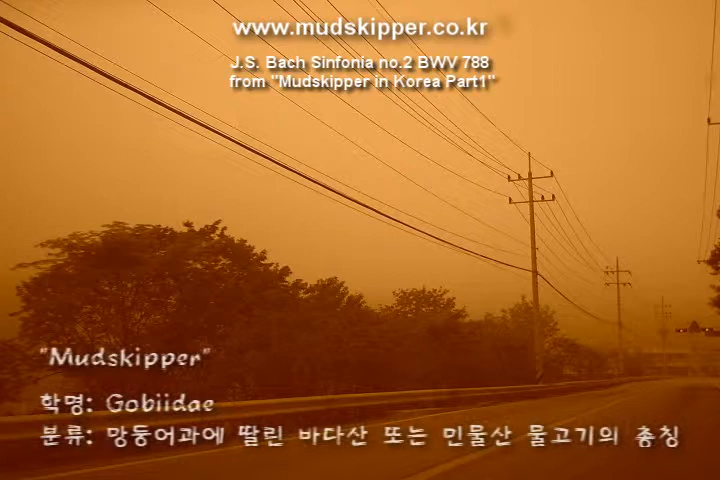 www.mudskipper.co.kr
J.S. Bach Sinfonia no.2 BWV 788
from "Mudskipper in Korea Part1"
"Mudskipper"
학명: Gobiidae
분류: 망둥어과에 딸린 바다산 또는 민물산 물고기의 총칭